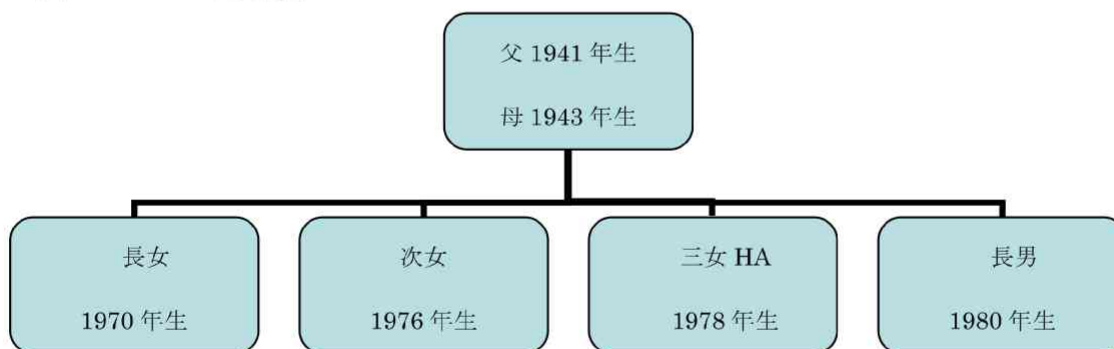 父 1941 年生
母 1943 年生
長女
1970 年生
次女
1976 年生
三女 HA
1978 年生
長男
1980 年生